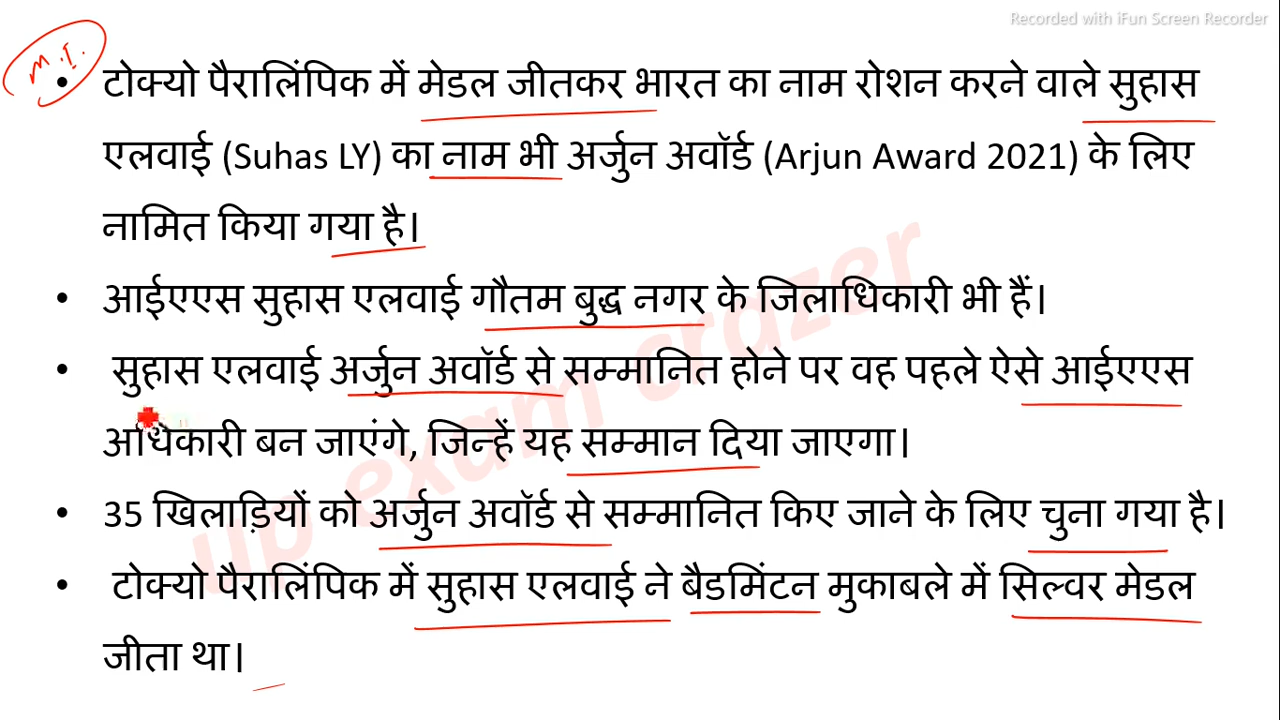 Recorded with iFun Screen Recorder
M.I.
• टोक्यो पैरालिंपिक में मेडल जीतकर भारत का नाम रोशन करने वाले सुहास
एलवाई (Suhas LY) का नाम भी अर्जुन अवॉर्ड (Arjun Award 2021) के लिए
नामित किया गया है।
• आईएएस सुहास एलवाई गौतम बुद्ध नगर के जिलाधिकारी भी हैं।
• सुहास एलवाई अर्जुन अवॉर्ड से सम्मानित होने पर वह पहले ऐसे आईएएस
अधिकारी बन जाएंगे, जिन्हें यह सम्मान दिया जाएगा।
• 35 खिलाड़ियों को अर्जुन अवॉर्ड से सम्मानित किए जाने के लिए चुना गया है।
• टोक्यो पैरालिंपिक में सुहास एलवाई ने बैडमिंटन मुकाबले में सिल्वर मेडल
जीता था।
up exam crazer